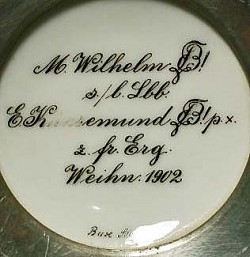 M. Wilhelm B!
s/l. Lbb.
B! p. x.
z. fr. Erg.
Weihn. 1902